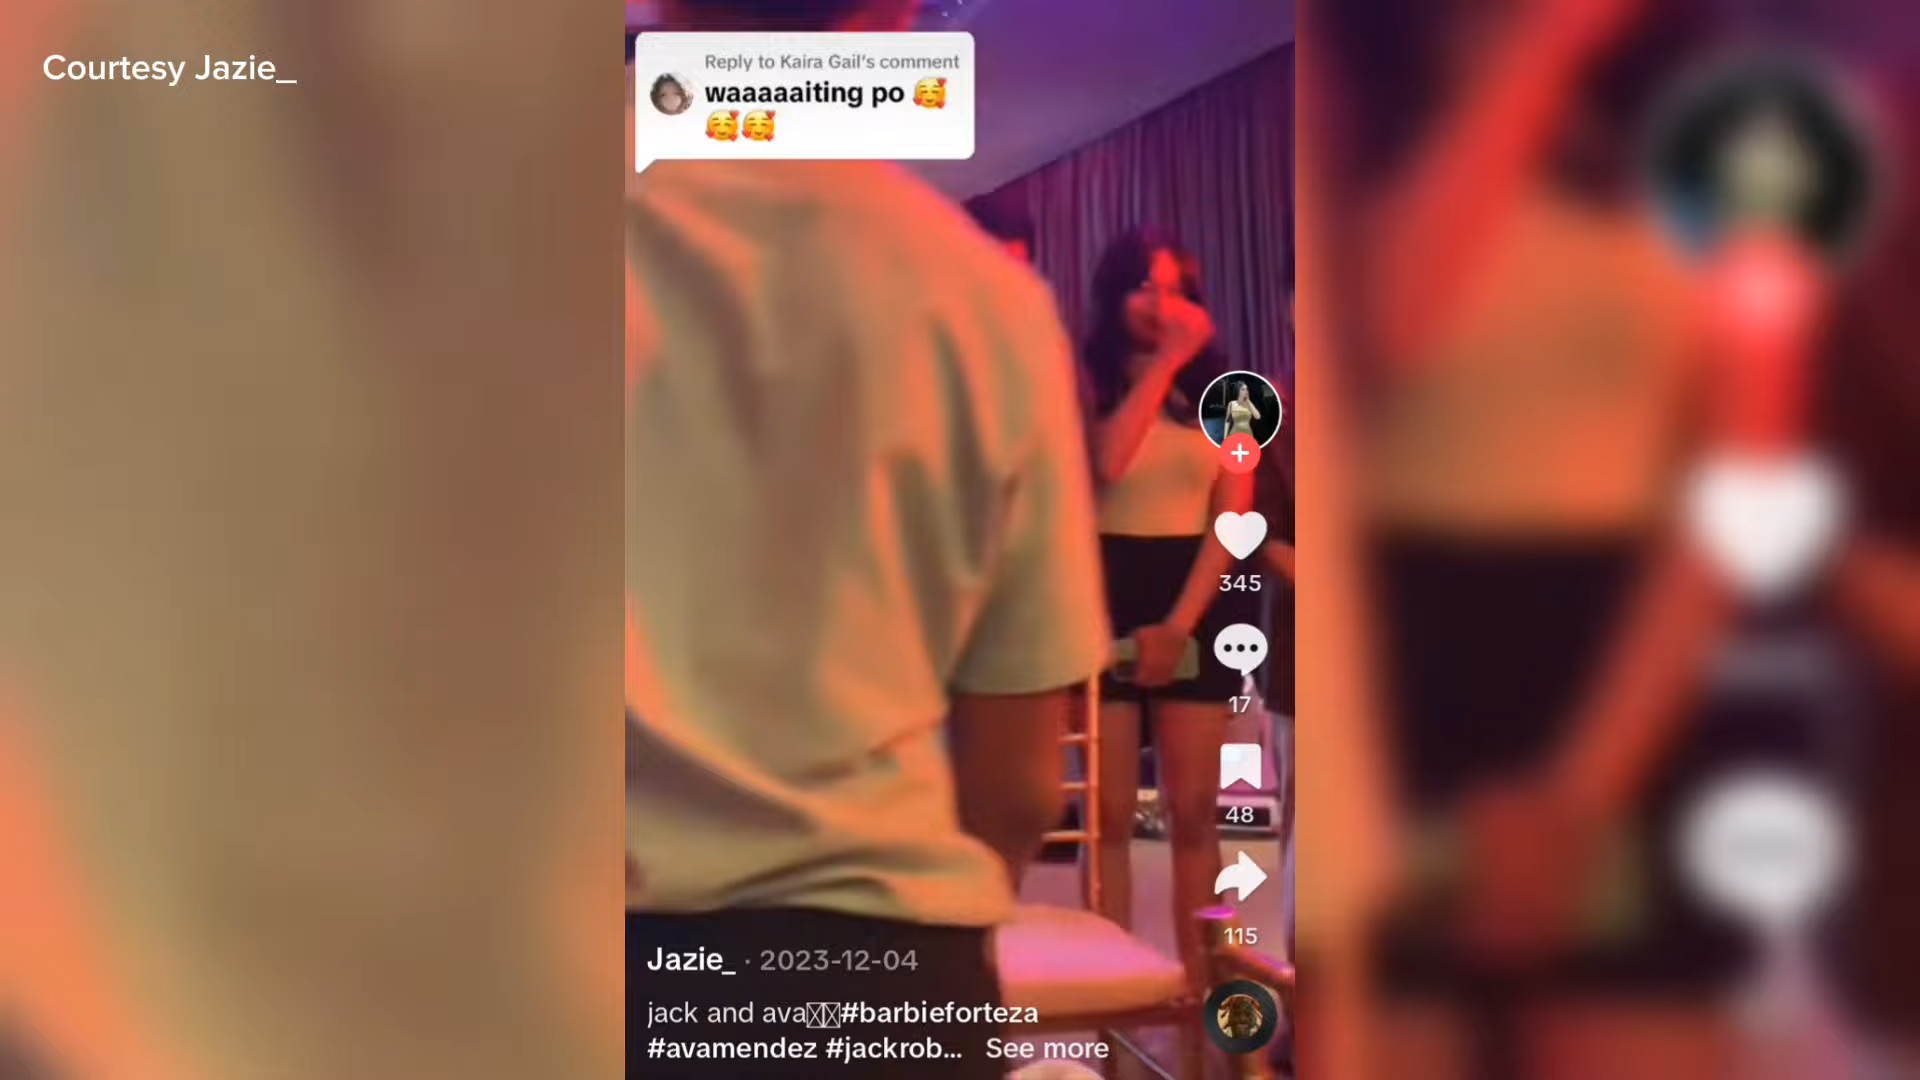 Courtesy Jazie_
Reply to Kaira Gail's comment
waaaaaiting po 🥰
🥰🥰
345
17
48
115
Jazie_ · 2023-12-04
jack and ava #barbieforteza
#avamendez #jackrob... See more